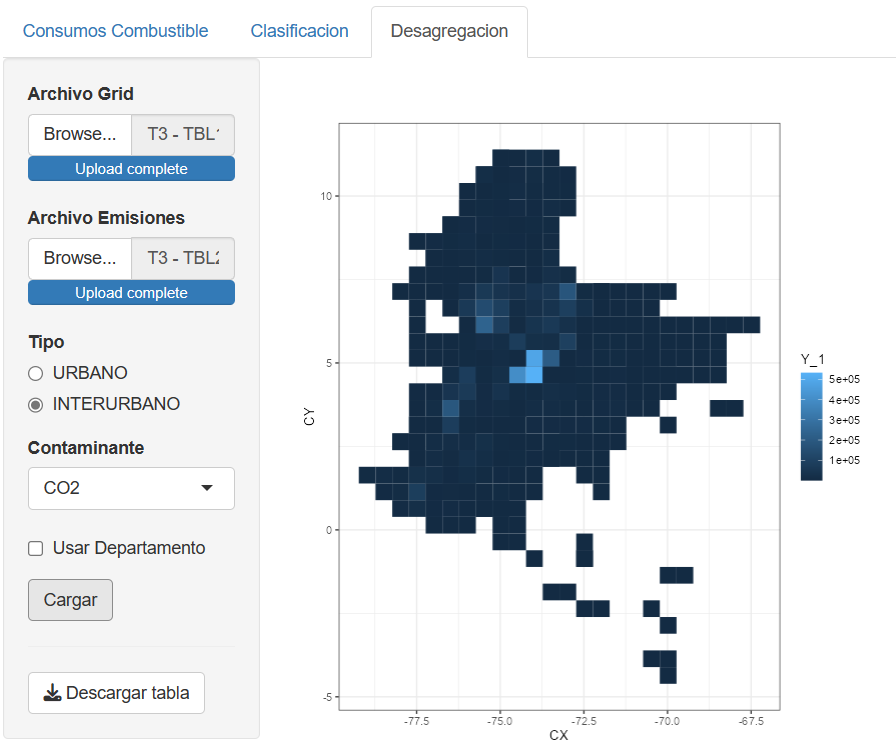 Consumos Combustible Clasificacion Desagregacion
Archivo Grid
Browse... T3 - TBL1
Upload complete
Archivo Emisiones
Browse... T3 - TBL2
Upload complete
Tipo
URBANO
INTERURBANO
Contaminante
CO2
Usar Departamento
Cargar
Descargar tabla
CY
10
5
0
-5
-77.5 -75.0 -72.5 -70.0 -67.5
CX
Y_1
5e+05
4e+05
3e+05
2e+05
1e+05